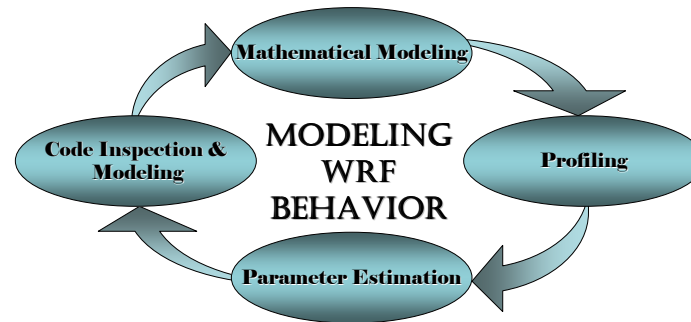 Mathematical Modeling
Code Inspection &
Modeling
MODELING
WRF
BEHAVIOR
Profiling
Parameter Estimation